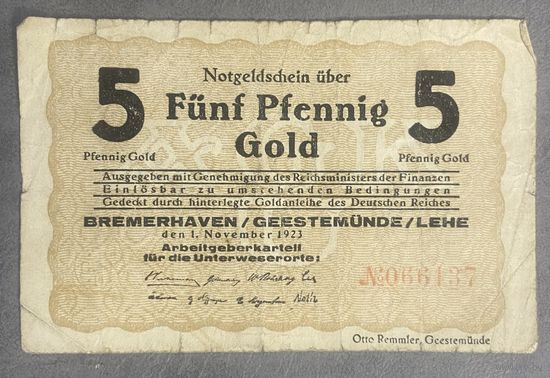 Notgeldschein über
5 Fünf Pfennig 5
Gold
Pfennig Gold Pfennig Gold
Ausgegeben mit Genehmigung des Reichsministers der Finanzen
Einlösbar zu umstehenden Bedingungen
Gedeckt durch hinterlegte Goldanleihe des Deutschen Reiches
BREMERHAVEN/GEESTEMÜNDE/LEHE
den 1. November 1923
Arbeitgeberkartell
für die Unterweserorte:
№066437
Otto Remmler, Geestemünde